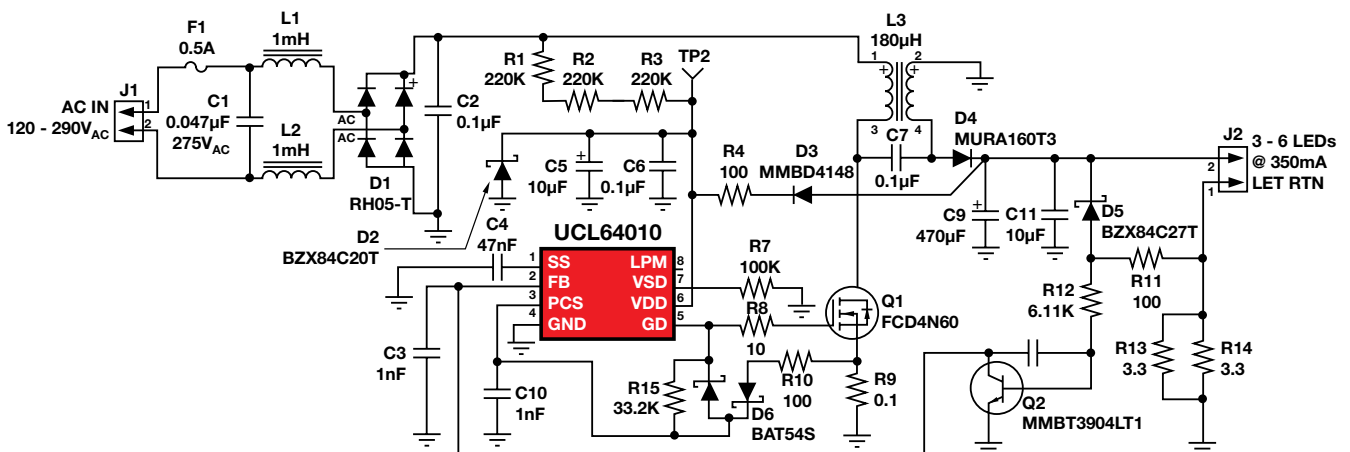 F1
0.5A
L1
1mH
J1
AC IN
120 - 290VAC
1
2
C1
0.047µF
275VAC
L2
1mH
AC
AC
+
D1
RH05-T
C2
0.1µF
R1
220K
R2
220K
R3
220K
TP2
L3
180µH
1
2
+
+
3
4
C7
0.1µF
D4
MURA160T3
J2
2
1
3 - 6 LEDs
@ 350mA
LET RTN
D2
BZX84C20T
+
C5
10µF
C6
0.1µF
R4
100
D3
MMBD4148
+
C9
470µF
C11
10µF
D5
BZX84C27T
R11
100
R12
6.11K
R13
3.3
R14
3.3
C4
47nF
UCL64010
1
SS
2
FB
3
PCS
4
GND
LPM
8
VSD
7
VDD
6
GD
5
R7
100K
R8
10
Q1
FCD4N60
C3
1nF
C10
1nF
R15
33.2K
D6
BAT54S
R10
100
R9
0.1
Q2
MMBT3904LT1